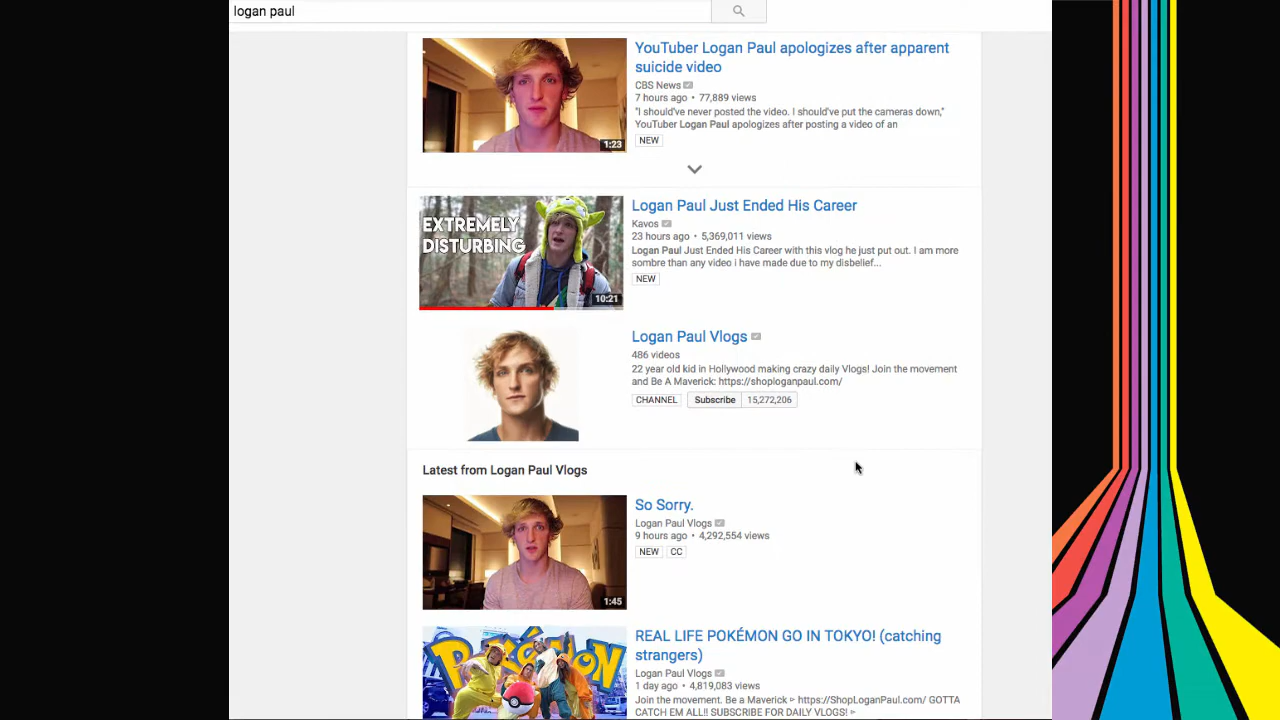 logan paul
YouTuber Logan Paul apologizes after apparent
suicide video
CBS News
7 hours ago • 77,889 views
"I should've never posted the video. I should've put the cameras down,"
YouTuber Logan Paul apologizes after posting a video of an
NEW
1:23
EXTREMELY
DISTURBING
10:21
Logan Paul Just Ended His Career
Kavos
23 hours ago • 5,369,011 views
Logan Paul Just Ended His Career with this vlog he just put out. I am more
sombre than any video i have made due to my disbelief...
NEW
Logan Paul Vlogs
486 videos
22 year old kid in Hollywood making crazy daily Vlogs! Join the movement
and Be A Maverick: https://shoploganpaul.com/
CHANNEL Subscribe 15,272,206
Latest from Logan Paul Vlogs
So Sorry.
Logan Paul Vlogs
9 hours ago • 4,292,554 views
NEW CC
1:45
POKÉMON
REAL LIFE POKÉMON GO IN TOKYO! (catching
strangers)
Logan Paul Vlogs
1 day ago • 4,819,083 views
Join the movement. Be a Maverick ▹ https://ShopLoganPaul.com/ GOTTA
CATCH EM ALL!! SUBSCRIBE FOR DAILY VLOGS! ▹